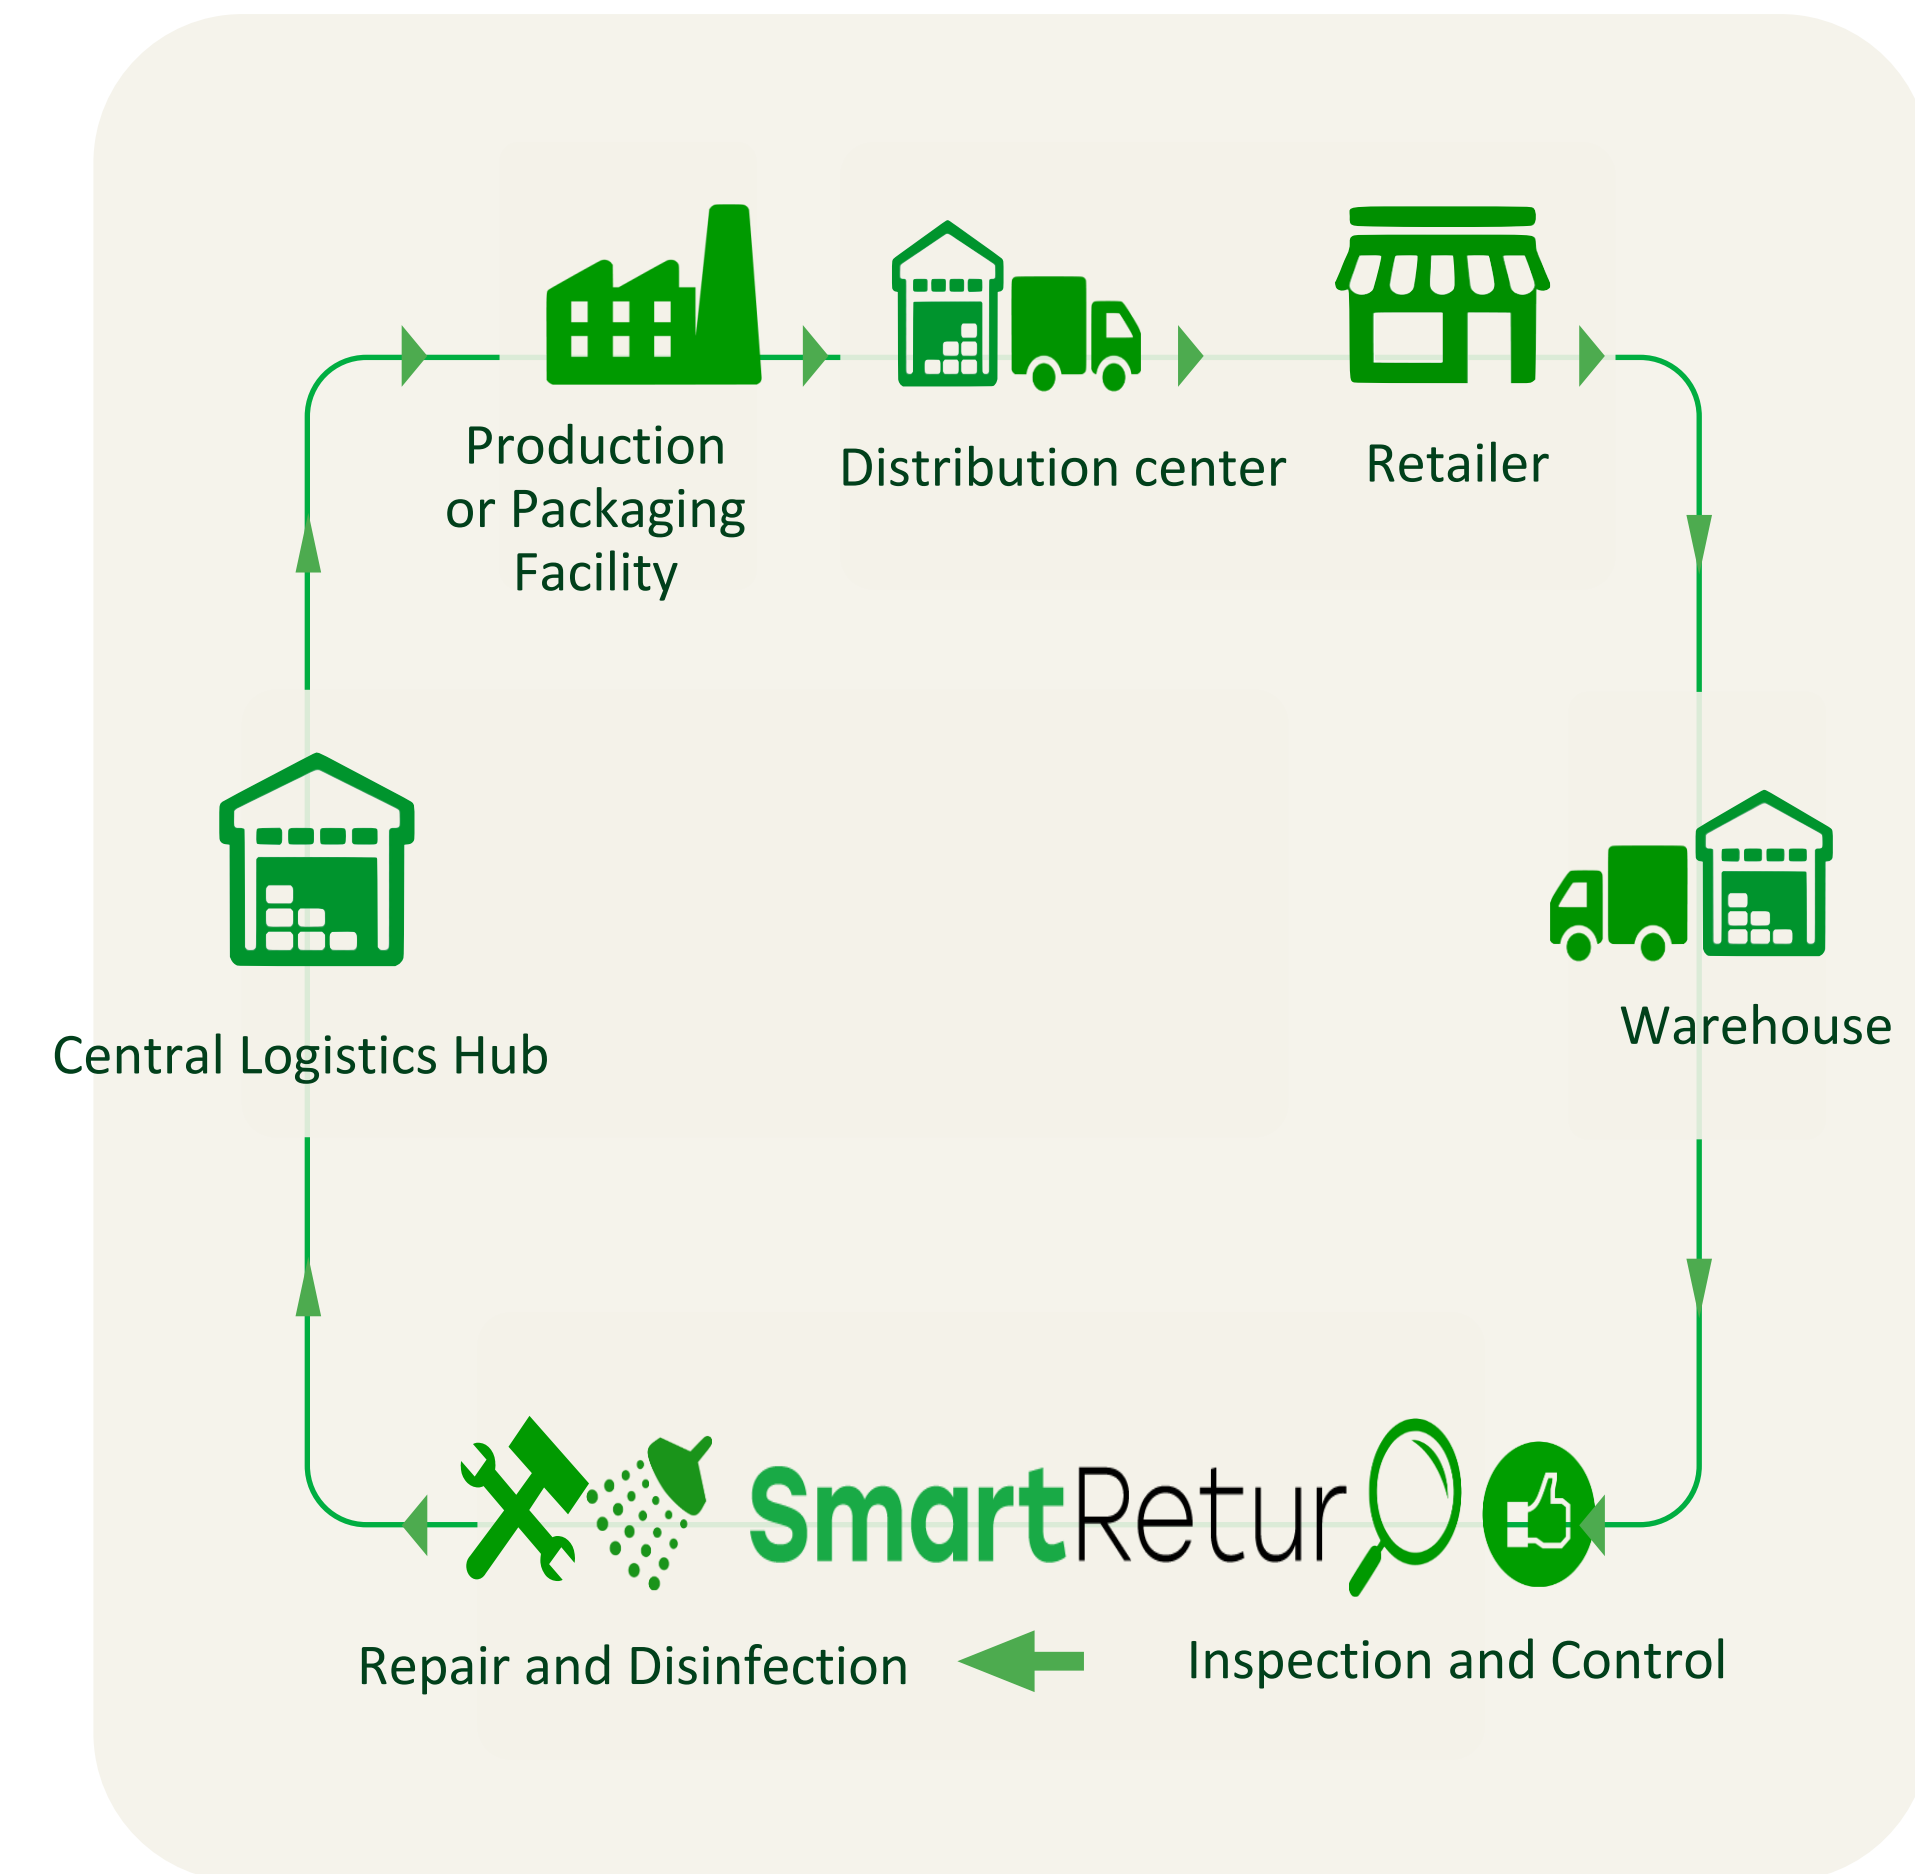 Production
or Packaging
Facility
Distribution center
Retailer
Central Logistics Hub
Warehouse
SmartRetur
Repair and Disinfection
Inspection and Control